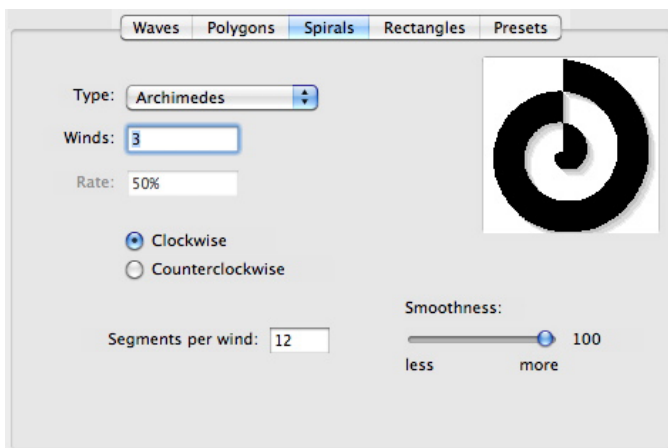 Waves Polygons Spirals Rectangles Presets
Type: Archimedes
Winds: 3
Rate: 50%
Clockwise
Counterclockwise
Smoothness:
Segments per wind: 12
100
less more